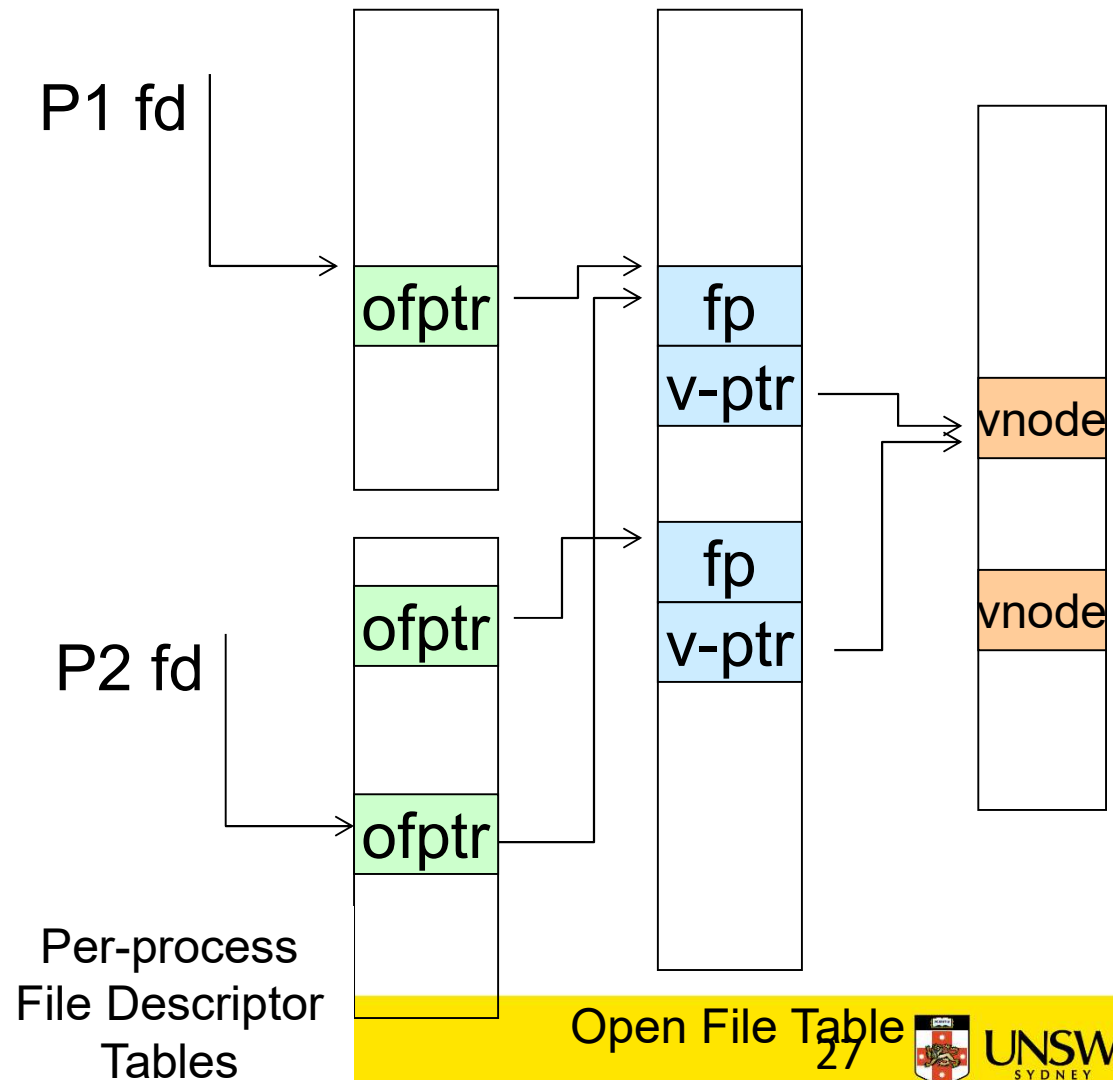 P1 fd
ofptr
fp
v-ptr
vnode
fp
v-ptr
vnode
ofptr
P2 fd
ofptr
Per-process
File Descriptor
Tables
Open File Table
27
UNSW
SYDNEY